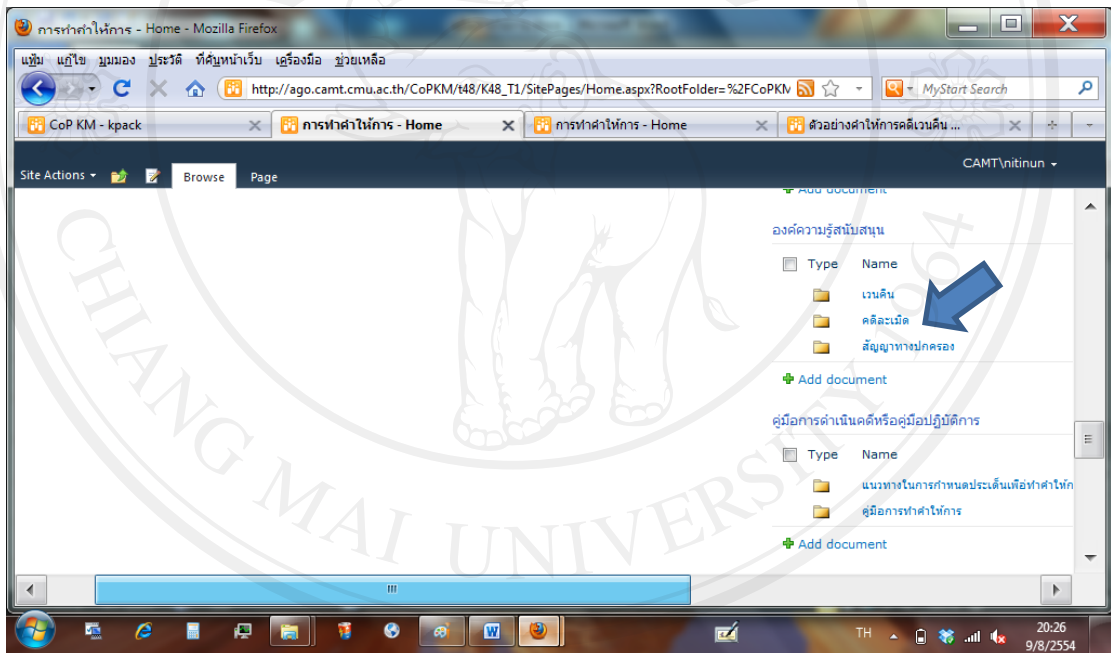 การทำคำให้การ - Home - Mozilla Firefox
แฟ้ม แก้ไข มุมมอง ประวัติ ที่คั่นหน้าเว็บ เครื่องมือ ช่วยเหลือ
http://ago.camt.cmu.ac.th/CoPKM/t48/K48_T1/SitePages/Home.aspx?RootFolder=%2FCoPKM MyStart Search
CoP KM - kpack การทำคำให้การ - Home การทำคำให้การ - Home ตัวอย่างคำให้การคดีเวนคืน ...
CAMT\nitinun
Site Actions Browse Page
Add document
องค์ความรู้สนับสนุน
Type Name
เวนคืน
คดีละเมิด
สัญญาทางปกครอง
Add document
คู่มือการดำเนินคดีหรือคู่มือปฏิบัติการ
Type Name
แนวทางในการกำหนดประเด็นเพื่อทำคำให้ก
คู่มือการทำคำให้การ
Add document
CHIANG MAI UNIVERSITY 1964
TH
20:26
9/8/2554